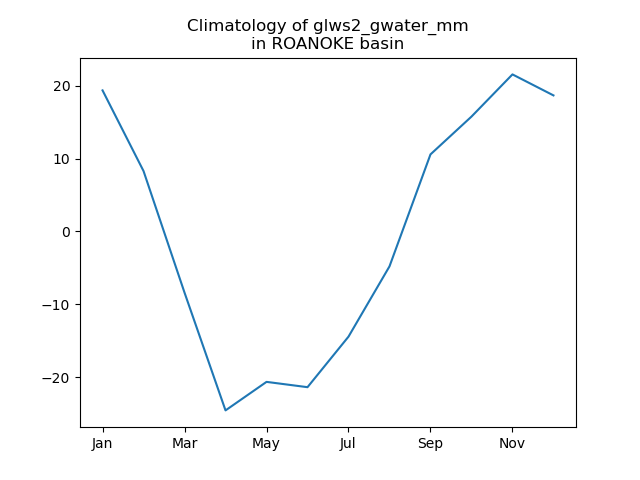 Climatology of glws2_gwater_mm
in ROANOKE basin
20
10
0
−10
−20
Jan
Mar
May
Jul
Sep
Nov